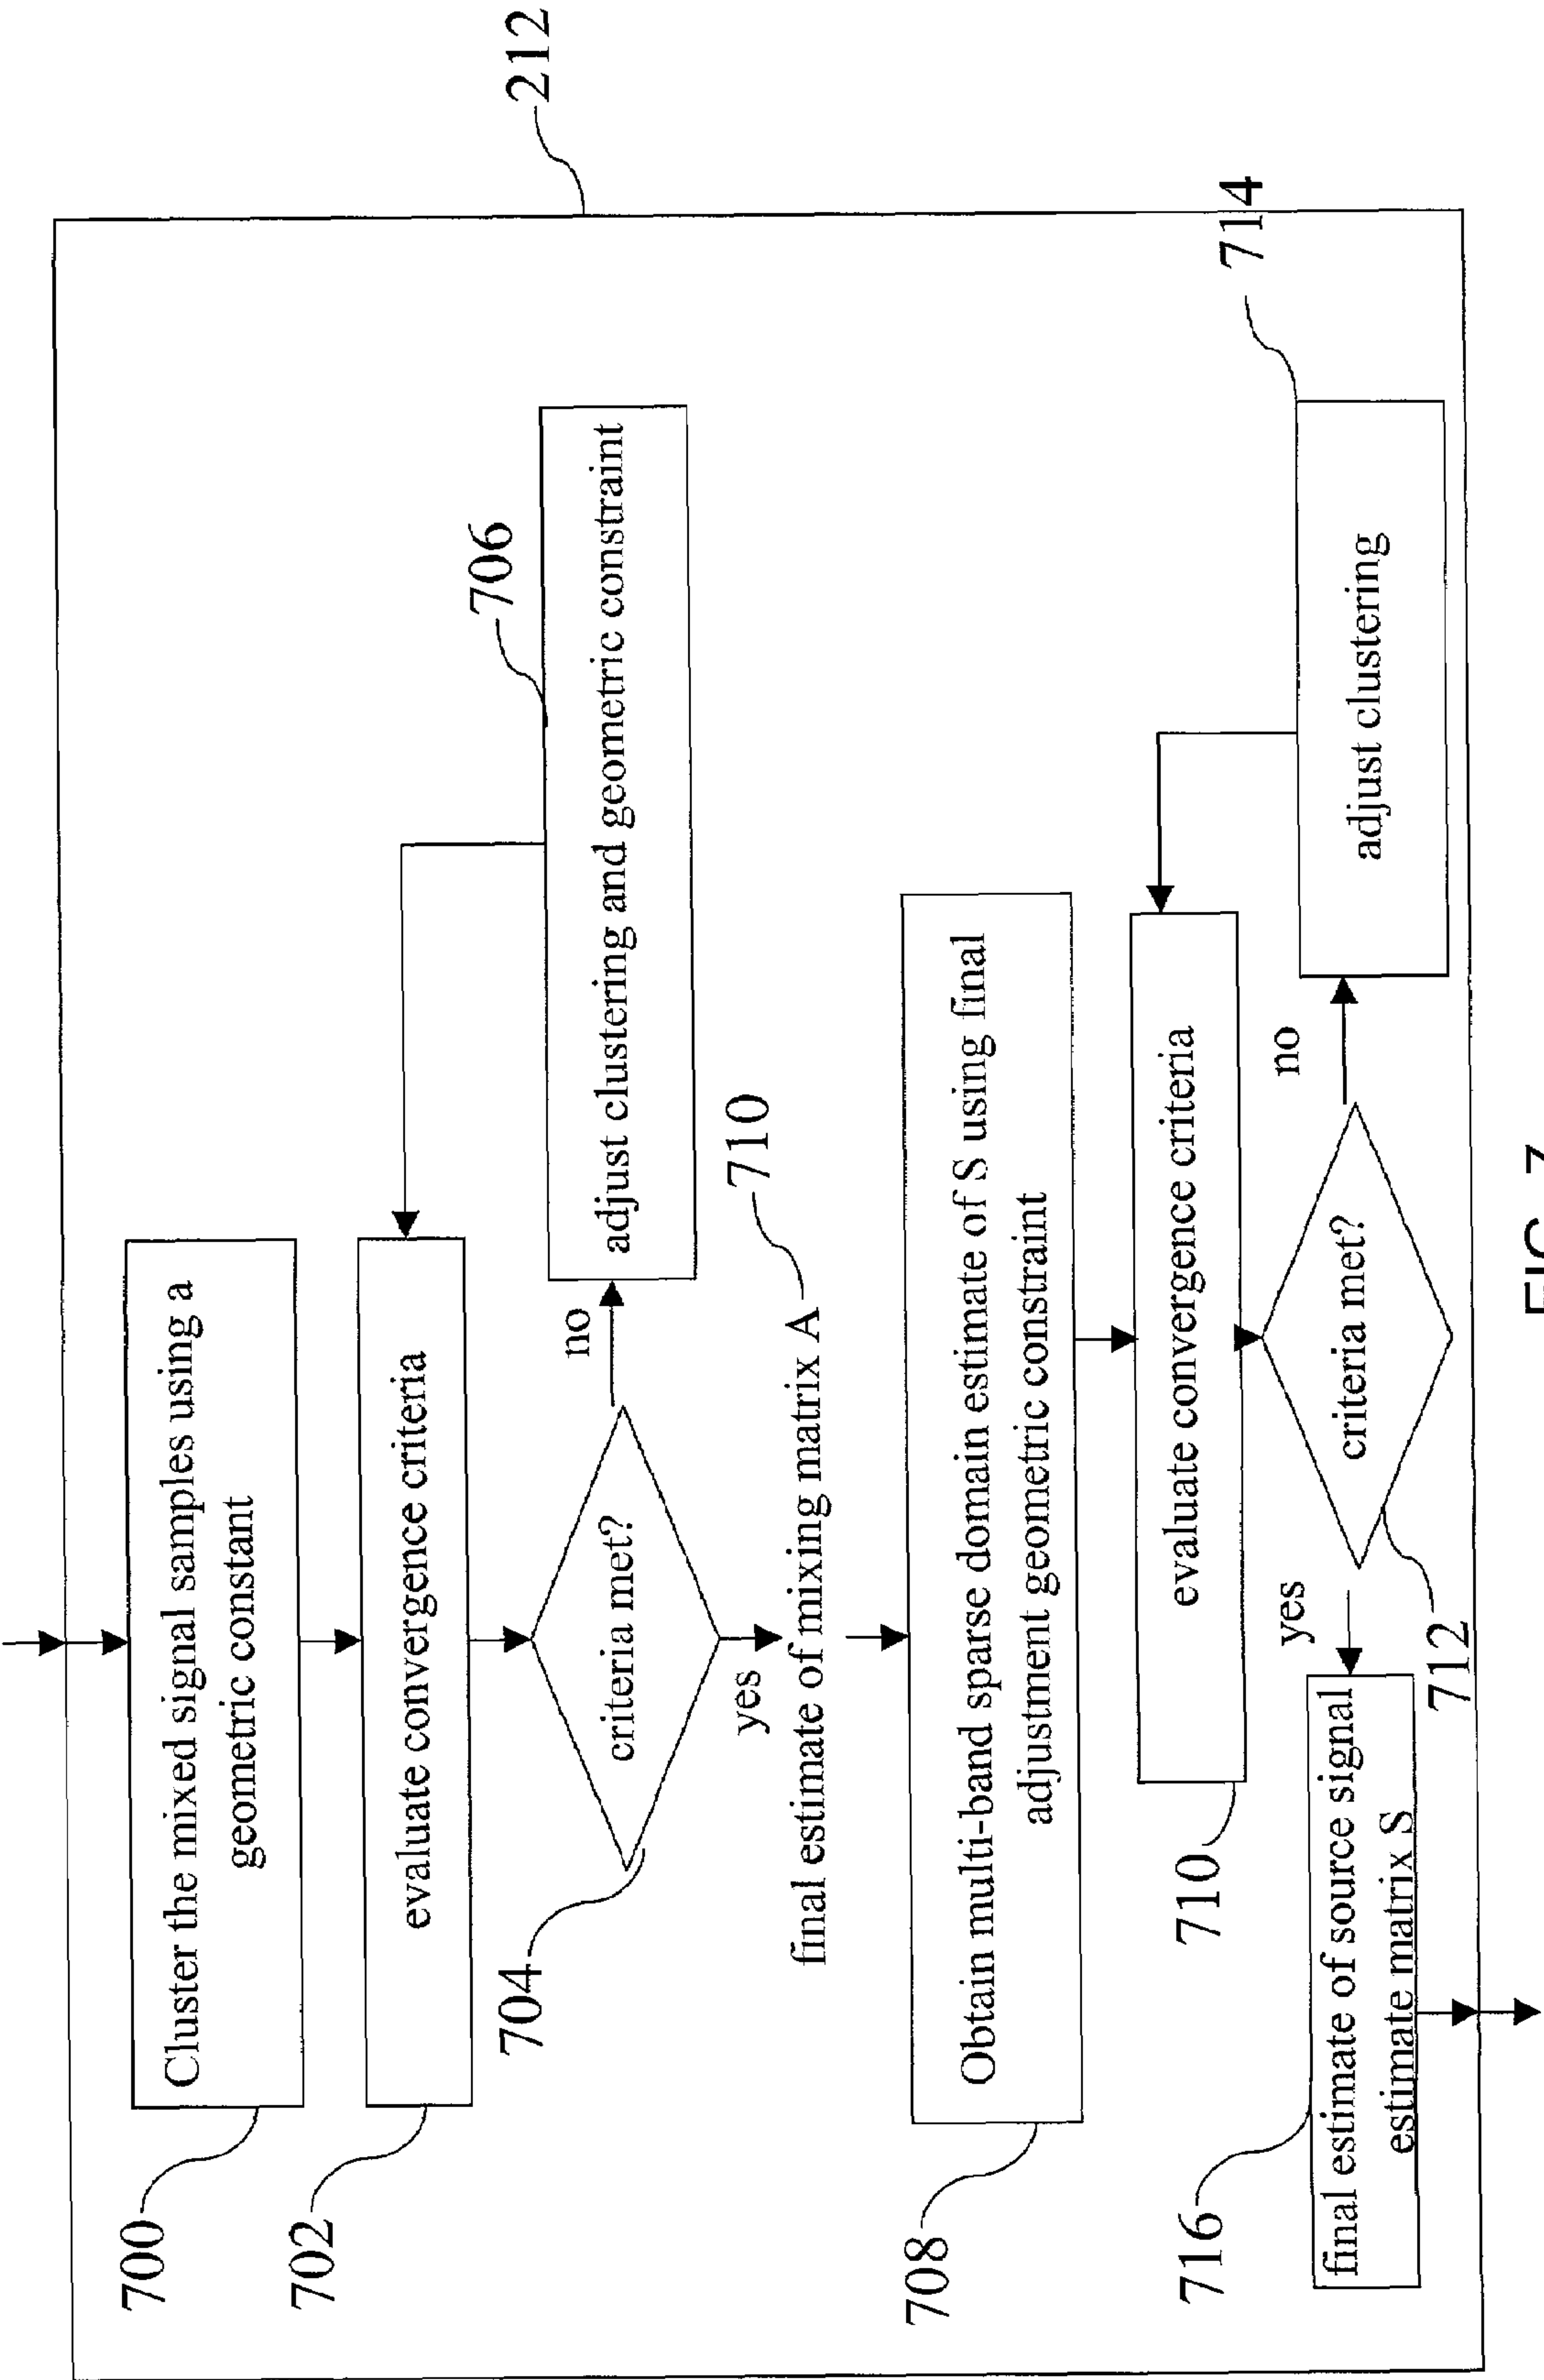 212
Cluster the mixed signal samples using a
geometric constant
700
evaluate convergence criteria
702
criteria met?
704
no
706
adjust clustering and geometric constraint
yes
final estimate of mixing matrix A
710
Obtain multi-band sparse domain estimate of S using final
adjustment geometric constraint
708
evaluate convergence criteria
710
criteria met?
712
no
714
adjust clustering
yes
final estimate of source signal
estimate matrix S
716